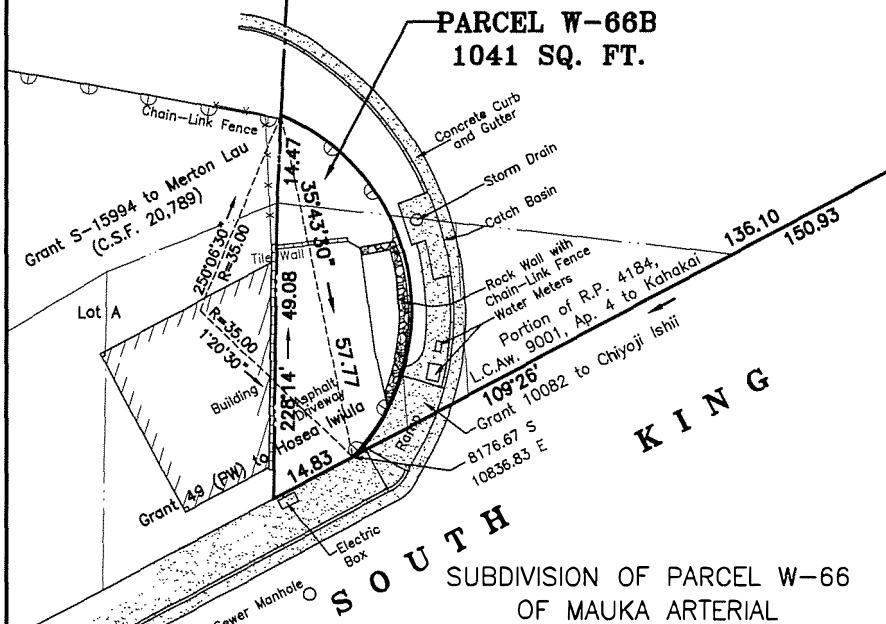 PARCEL W-66B
1041 SQ. FT.
Concrete Curb
and Gutter
Chain-Link Fence
Storm Drain
Catch Basin
Grant S-15994 to Merton Lau
(C.S.F. 20,789)
14.47
35°43'30"
57.77
250°06'30"
R=35.00
Tile Wall
136.10
150.93
Rock Wall with
Chain-Link Fence
Water Meters
Portion of R.P. 4184,
L.C.Aw. 9001, Ap. 4 to Kahakai
Lot A
R=35.00
1°20'30"
49.08
228°14'
Building
Asphalt
Driveway
109°26'
Grant 10082 to Chiyoji Ishii
Grant 49 (PW) to Hosea Iwiula
Ramp
8176.67 S
10836.83 E
14.83
Electric
Box
Sewer Manhole
SOUTH KING
SUBDIVISION OF PARCEL W-66
OF MAUKA ARTERIAL